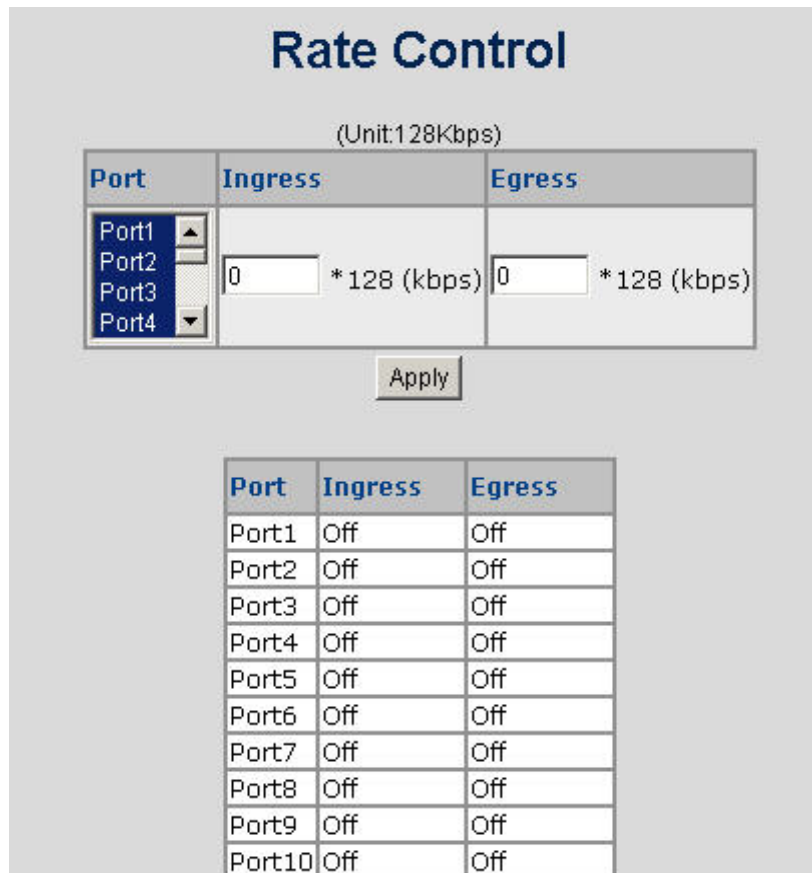 Rate Control
(Unit:128Kbps)
Port Ingress Egress
Port1
Port2
Port3
Port4
0 *128 (kbps) 0 *128 (kbps)
Apply
Port Ingress Egress
Port1 Off Off
Port2 Off Off
Port3 Off Off
Port4 Off Off
Port5 Off Off
Port6 Off Off
Port7 Off Off
Port8 Off Off
Port9 Off Off
Port10 Off Off